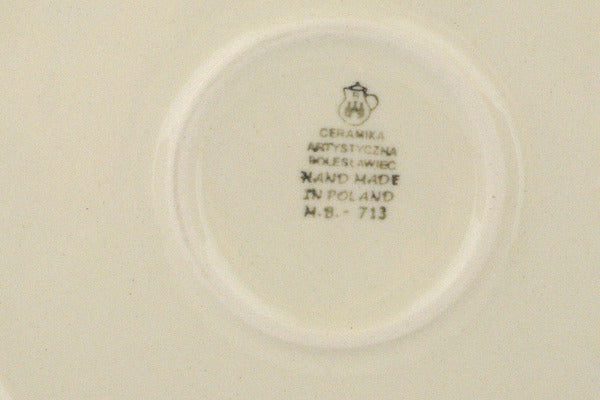 CERAMIKA
ARTYSTYCZNA
BOLESŁAWIEC
HAND MADE
IN POLAND
M.B.- 713